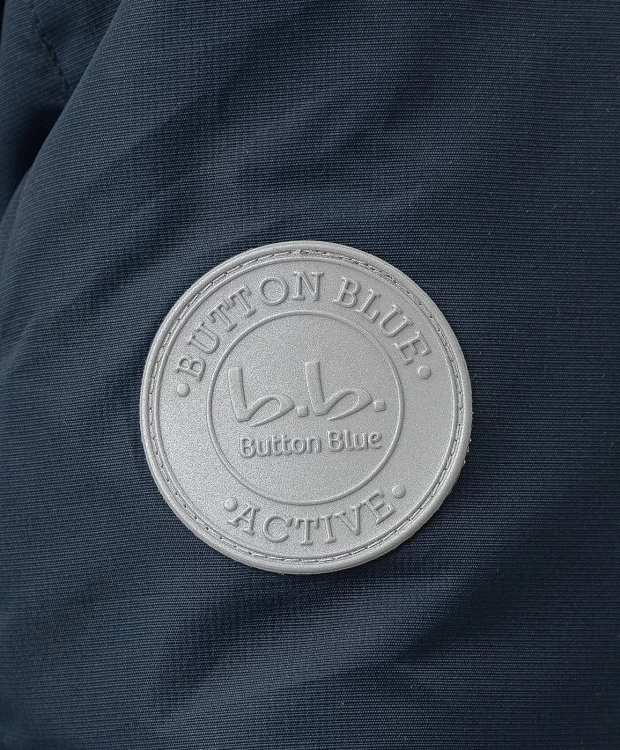 • BUTTON BLUE •
b.b.
Button Blue
• ACTIVE •